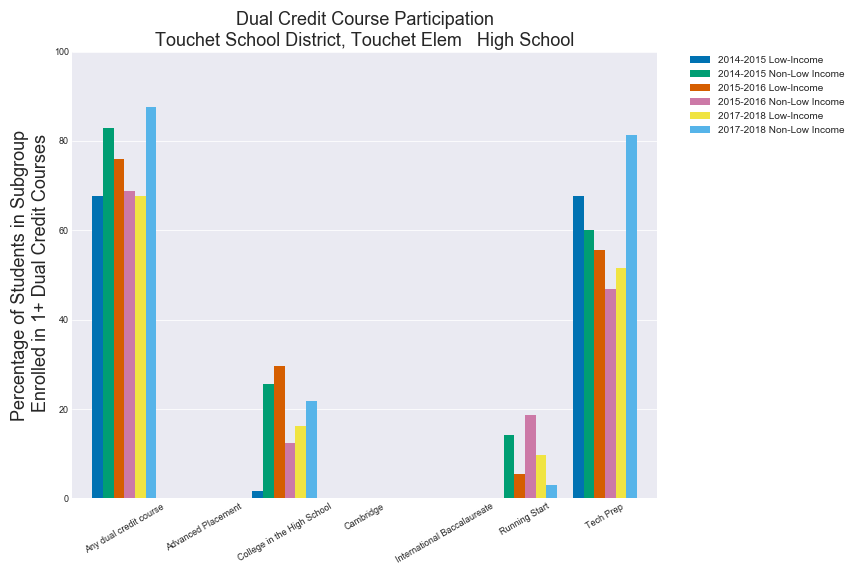 Dual Credit Course Participation
Touchet School District, Touchet Elem   High School
2014-2015 Low-Income
2014-2015 Non-Low Income
2015-2016 Low-Income
2015-2016 Non-Low Income
2017-2018 Low-Income
2017-2018 Non-Low Income
Percentage of Students in Subgroup
Enrolled in 1+ Dual Credit Courses
100
80
60
40
20
0
Any dual credit course
Advanced Placement
College in the High School
Cambridge
International Baccalaureate
Running Start
Tech Prep